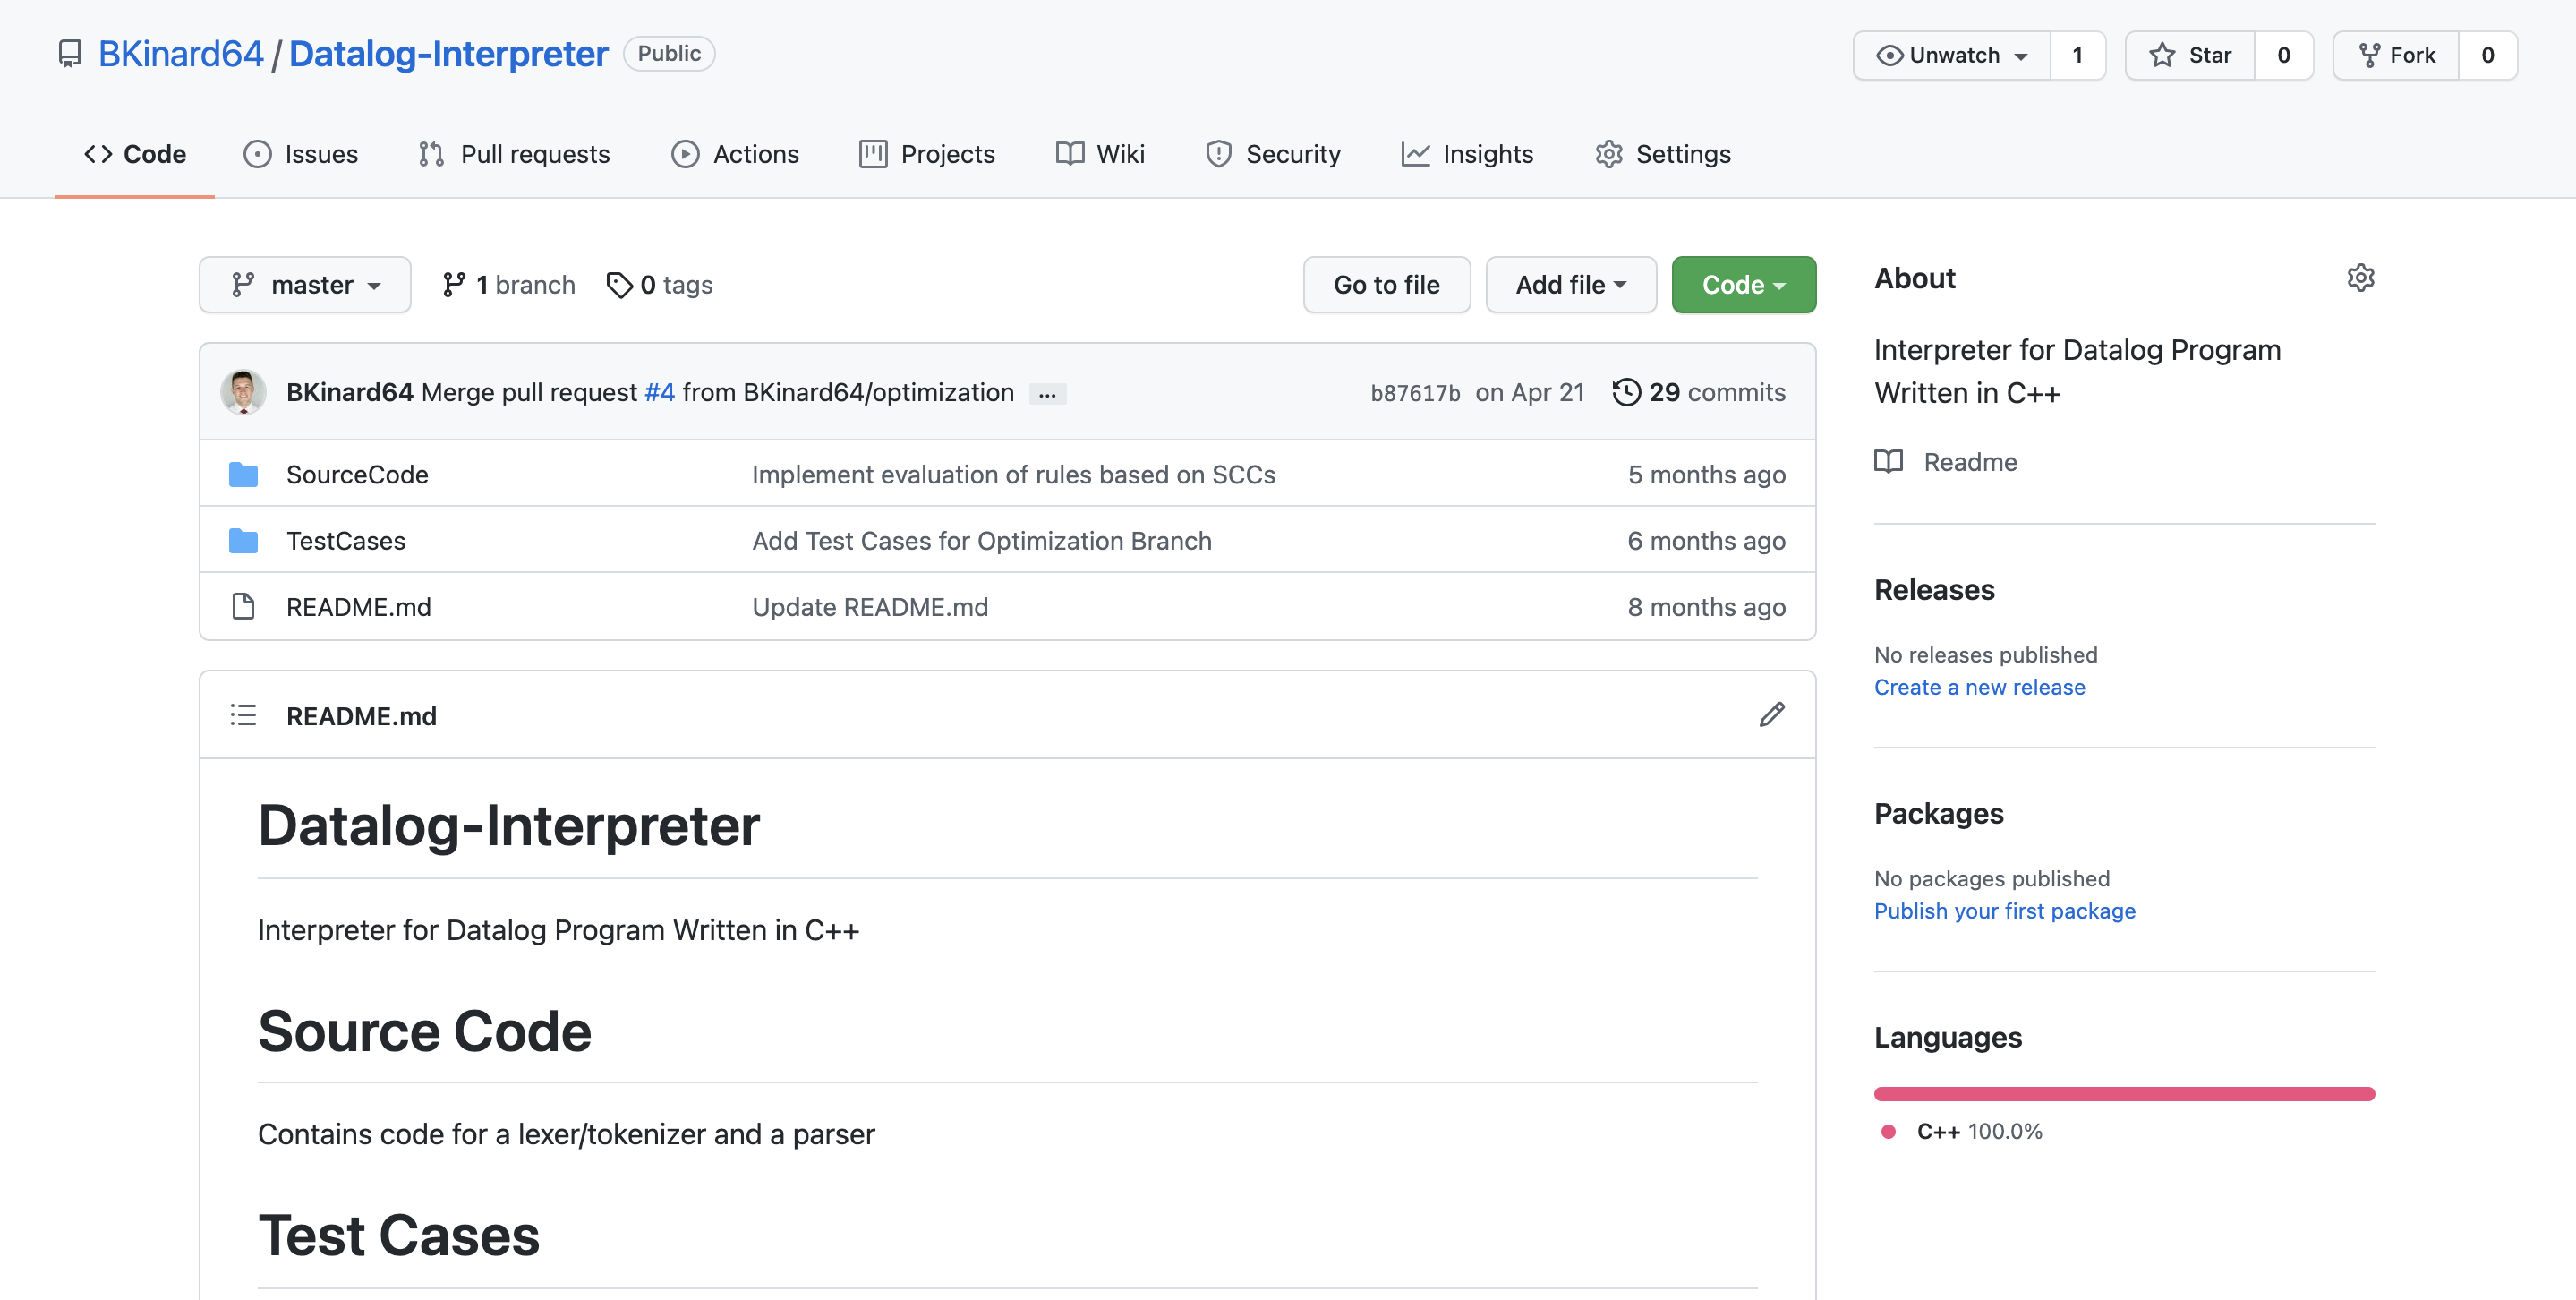 BKinard64 / Datalog-Interpreter Public
Unwatch 1 Star 0 Fork 0
Code Issues Pull requests Actions Projects Wiki Security Insights Settings
master 1 branch 0 tags Go to file Add file Code
BKinard64 Merge pull request #4 from BKinard64/optimization ... b87617b on Apr 21 29 commits
SourceCode Implement evaluation of rules based on SCCs 5 months ago
TestCases Add Test Cases for Optimization Branch 6 months ago
README.md Update README.md 8 months ago
README.md
Datalog-Interpreter
Interpreter for Datalog Program Written in C++
Source Code
Contains code for a lexer/tokenizer and a parser
Test Cases
About
Interpreter for Datalog Program
Written in C++
Readme
Releases
No releases published
Create a new release
Packages
No packages published
Publish your first package
Languages
C++ 100.0%